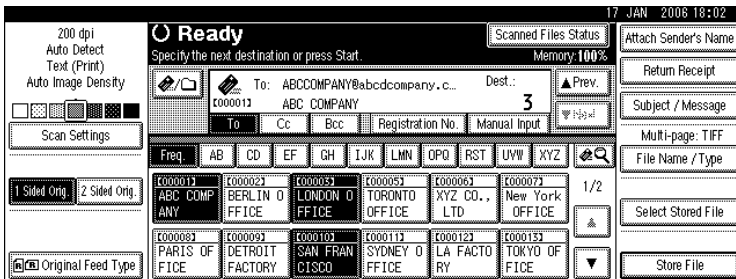 17 JAN 2006 18:02
200 dpi
Auto Detect
Text (Print)
Auto Image Density
Scan Settings
1 Sided Orig. 2 Sided Orig.
Original Feed Type
Ready
Scanned Files Status
Specify the next destination or press Start.
Memory:100%
To: ABCCOMPANY@abcdcompany.c...
Dest.:
▲Prev.
[00001] ABC COMPANY
3
▼Next
To Cc Bcc Registration No. Manual Input
Freq. AB CD EF GH IJK LMN OPQ RST UVW XYZ
[00001] [00002] [00003] [00005] [00006] [00007]
ABC COMP BERLIN O LONDON O TORONTO XYZ CO., New York
ANY FFICE FFICE OFFICE LTD OFFICE
1/2
[00008] [00009] [00010] [00011] [00012] [00013]
PARIS OF DETROIT SAN FRAN SYDNEY O LA FACTO TOKYO OF
FICE FACTORY CISCO FFICE RY FICE
Attach Sender's Name
Return Receipt
Subject / Message
Multi-page: TIFF
File Name / Type
Select Stored File
Store File